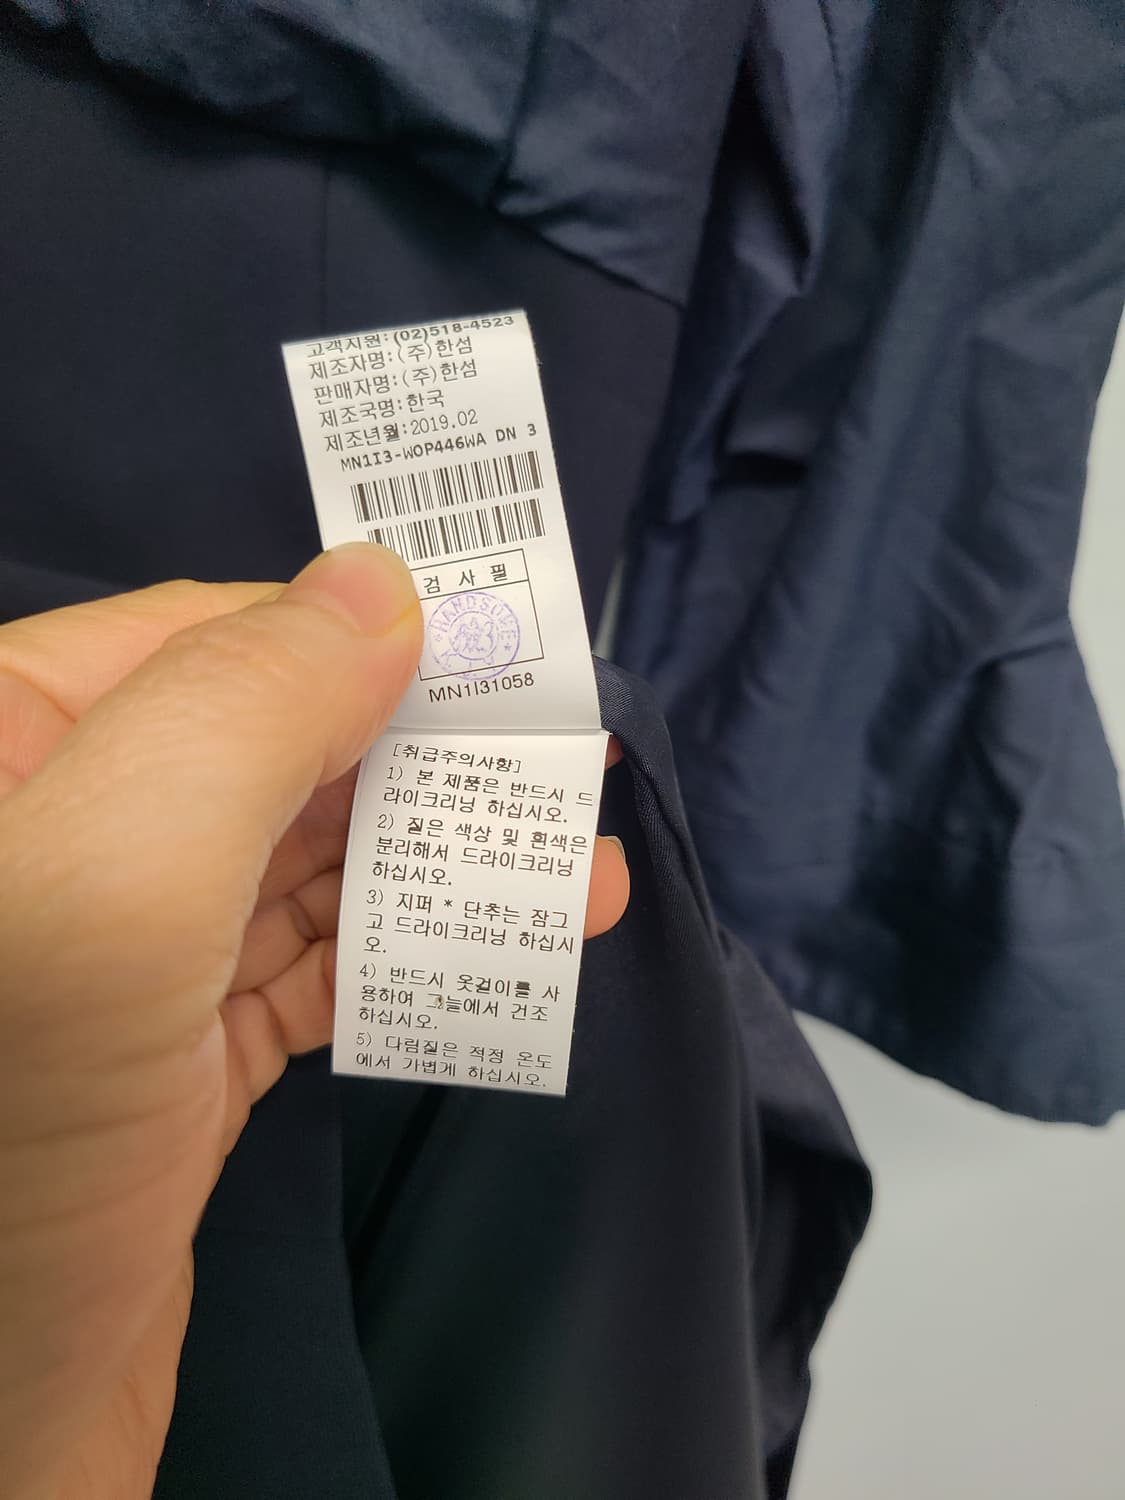 고객지원:(02)518-4523
제조자명:(주)한섬
판매자명:(주)한섬
제조국명:한국
제조년월:2019.02
MN1I3-WOP446WA DN 3
검 사 필
HANDSOME
MN1I31058
[취급주의사항]
1) 본 제품은 반드시 드
라이크리닝 하십시오.
2) 짙은 색상 및 흰색은
분리해서 드라이크리닝
하십시오.
3) 지퍼 * 단추는 잠그
고 드라이크리닝 하십시
오.
4) 반드시 옷걸이를 사
용하여 그늘에서 건조
하십시오.
5) 다림질은 적정 온도
에서 가볍게 하십시오.